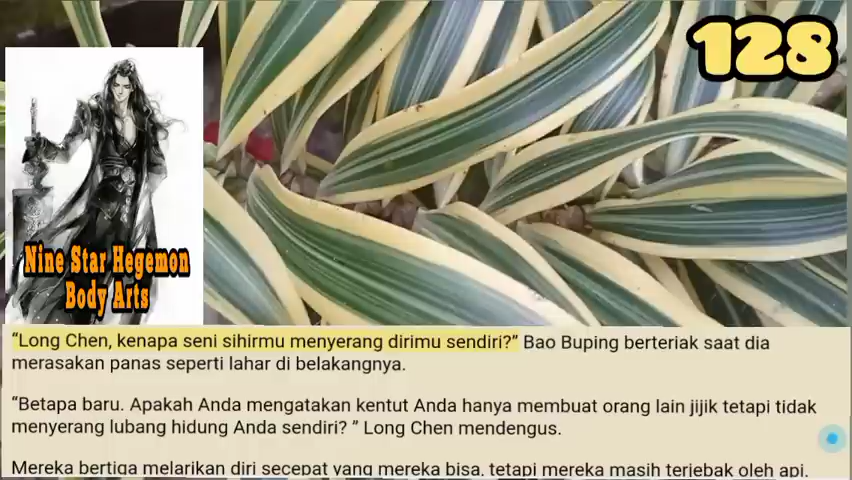 128
Nine Star Hegemon
Body Arts
“Long Chen, kenapa seni sihirmu menyerang dirimu sendiri?” Bao Buping berteriak saat dia
merasakan panas seperti lahar di belakangnya.
“Betapa baru. Apakah Anda mengatakan kentut Anda hanya membuat orang lain jijik tetapi tidak
menyerang lubang hidung Anda sendiri? ” Long Chen mendengus.
Mereka bertiga melarikan diri secepat yang mereka bisa, tetapi mereka masih terjebak oleh api.